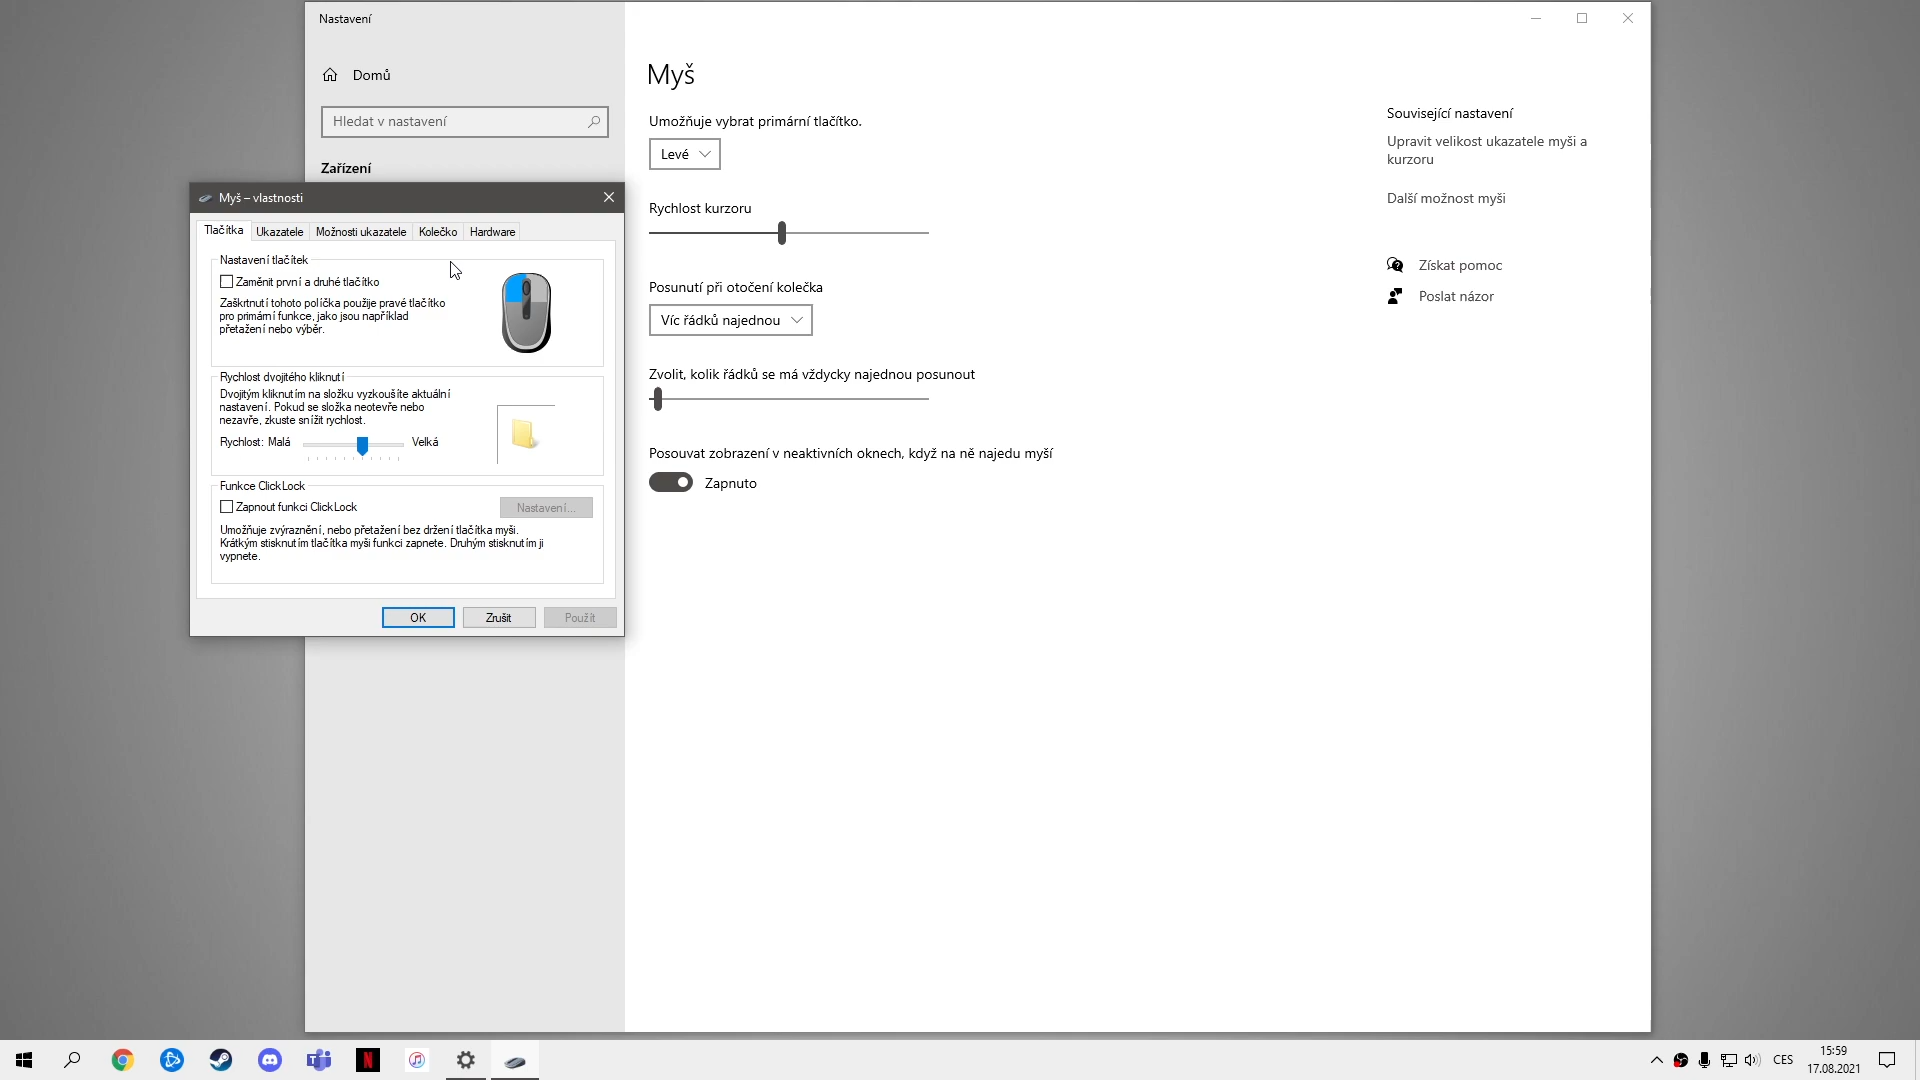 Nastavení
Domů
Hledat v nastavení
Zařízení
Myš – vlastnosti
Tlačítka
Ukazatele
Možnosti ukazatele
Kolečko
Hardware
Nastavení tlačítek
Zaměnit první a druhé tlačítko
Zaškrtnutí tohoto políčka použije pravé tlačítko
pro primární funkce, jako jsou například
přetažení nebo výběr.
Rychlost dvojitého kliknutí
Dvojitým kliknutím na složku vyzkoušíte aktuální
nastavení. Pokud se složka neotevře nebo
nezavře, zkuste snížit rychlost.
Rychlost: Malá
Velká
Funkce ClickLock
Zapnout funkci ClickLock
Nastavení...
Umožňuje zvýraznění, nebo přetažení bez držení tlačítka myši.
Krátkým stisknutím tlačítka myši funkci zapnete. Druhým stisknutím ji
vypnete.
OK
Zrušit
Použít
Myš
Umožňuje vybrat primární tlačítko.
Levé
Rychlost kurzoru
Posunutí při otočení kolečka
Víc řádků najednou
Zvolit, kolik řádků se má vždycky najednou posunout
Posouvat zobrazení v neaktivních oknech, když na ně najedu myší
Zapnuto
Související nastavení
Upravit velikost ukazatele myši a
kurzoru
Další možnost myši
Získat pomoc
Poslat názor
CES
15:59
17.08.2021